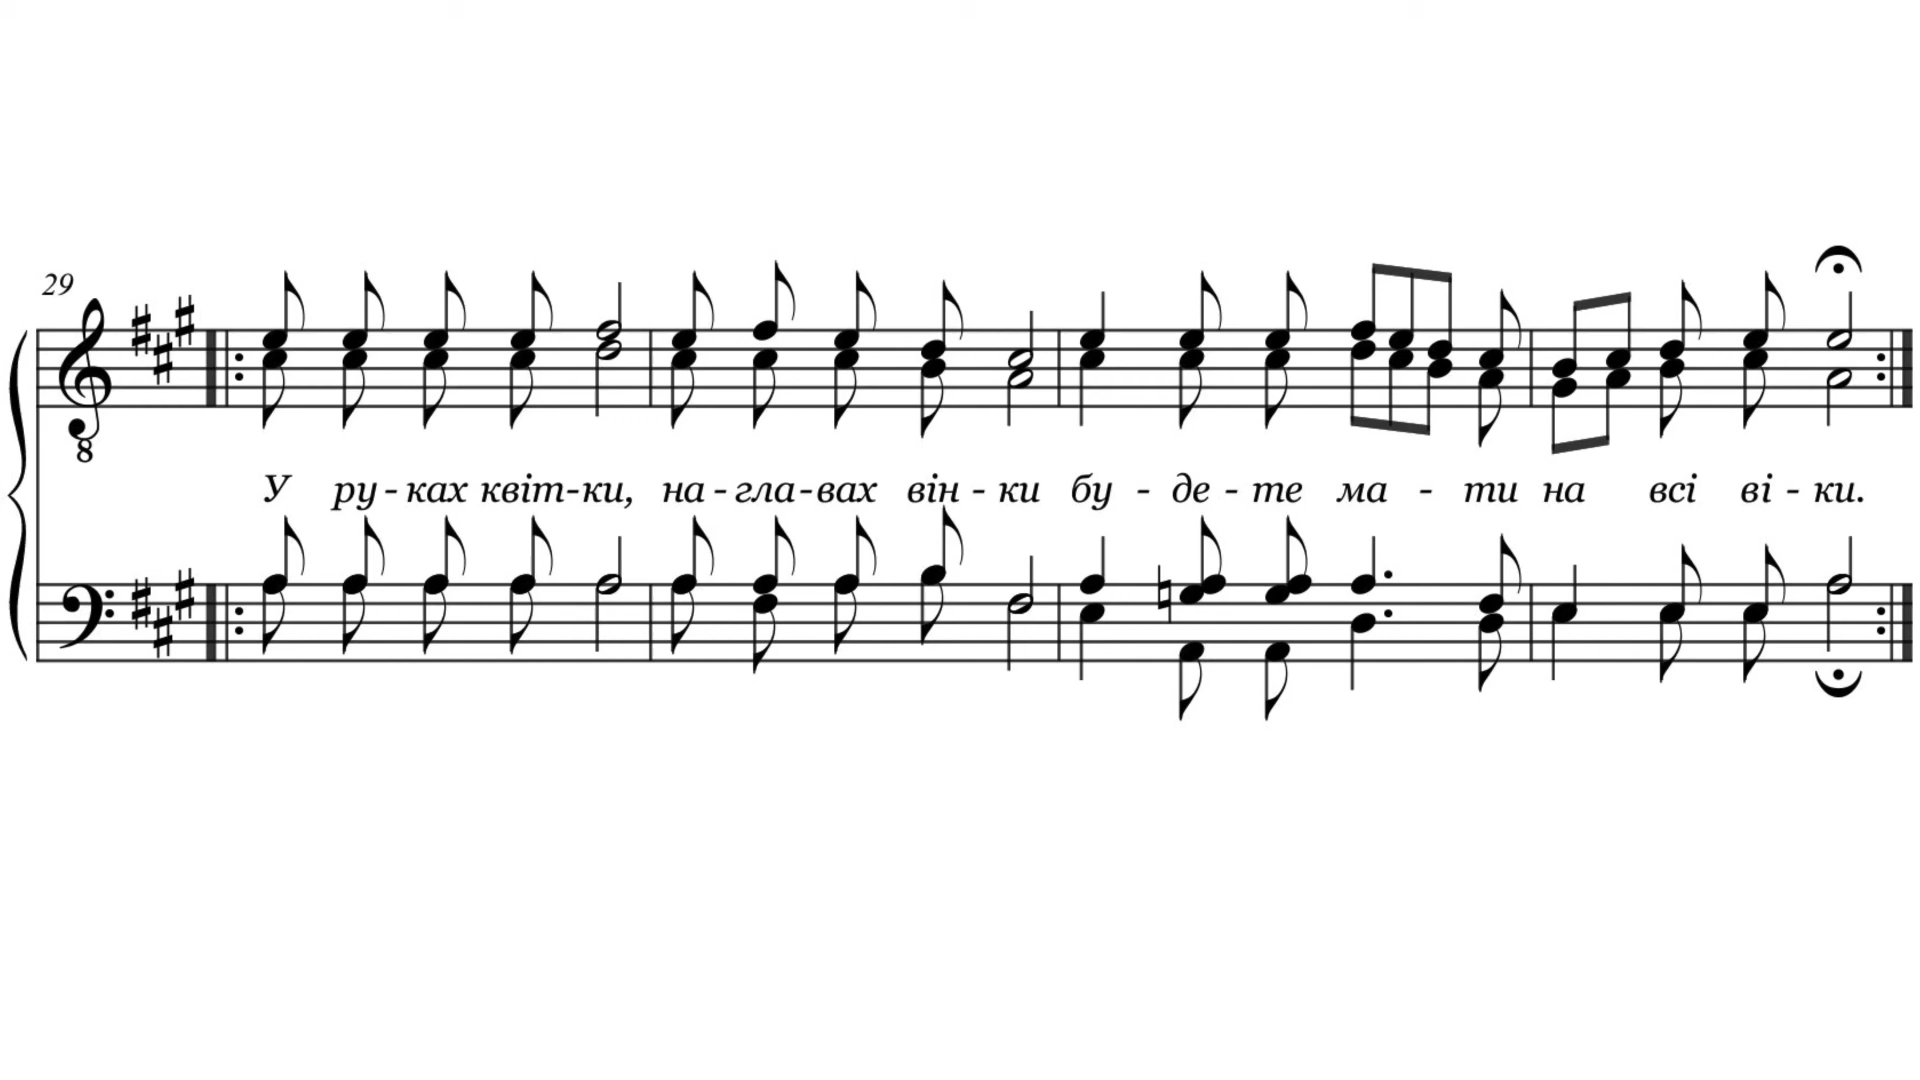 29
8
У ру - ках квіт-ки, на - гла-вах він - ки бу - де - те ма - ти на всі ві - ки.